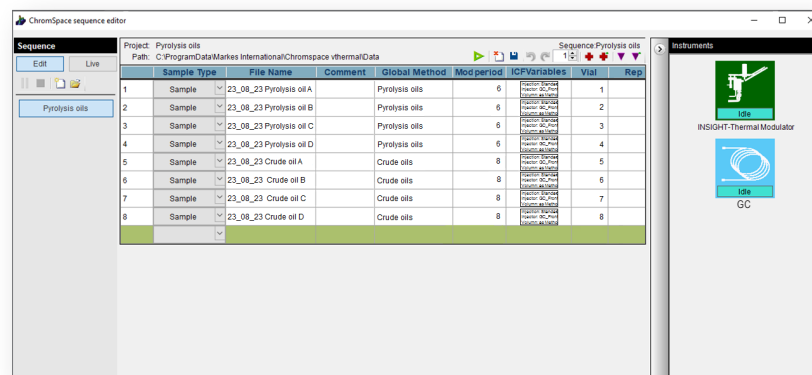 ChromSpace sequence editor
Sequence
Edit Live
Pyrolysis oils
Project: Pyrolysis oils Sequence:Pyrolysis oils
Path: C:\ProgramData\Markes International\Chromspace vthermal\Data 1
Sample Type File Name Comment Global Method Mod period ICFVariables Vial Rep
1 Sample 23_08_23 Pyrolysis oil A Pyrolysis oils 6 1
2 Sample 23_08_23 Pyrolysis oil B Pyrolysis oils 6 2
3 Sample 23_08_23 Pyrolysis oil C Pyrolysis oils 6 3
4 Sample 23_08_23 Pyrolysis oil D Pyrolysis oils 6 4
5 Sample 23_08_23 Crude oil A Crude oils 8 5
6 Sample 23_08_23 Crude oil B Crude oils 8 6
7 Sample 23_08_23 Crude oil C Crude oils 8 7
8 Sample 23_08_23 Crude oil D Crude oils 8 8
Instruments
Idle
INSIGHT-Thermal Modulator
Idle
GC